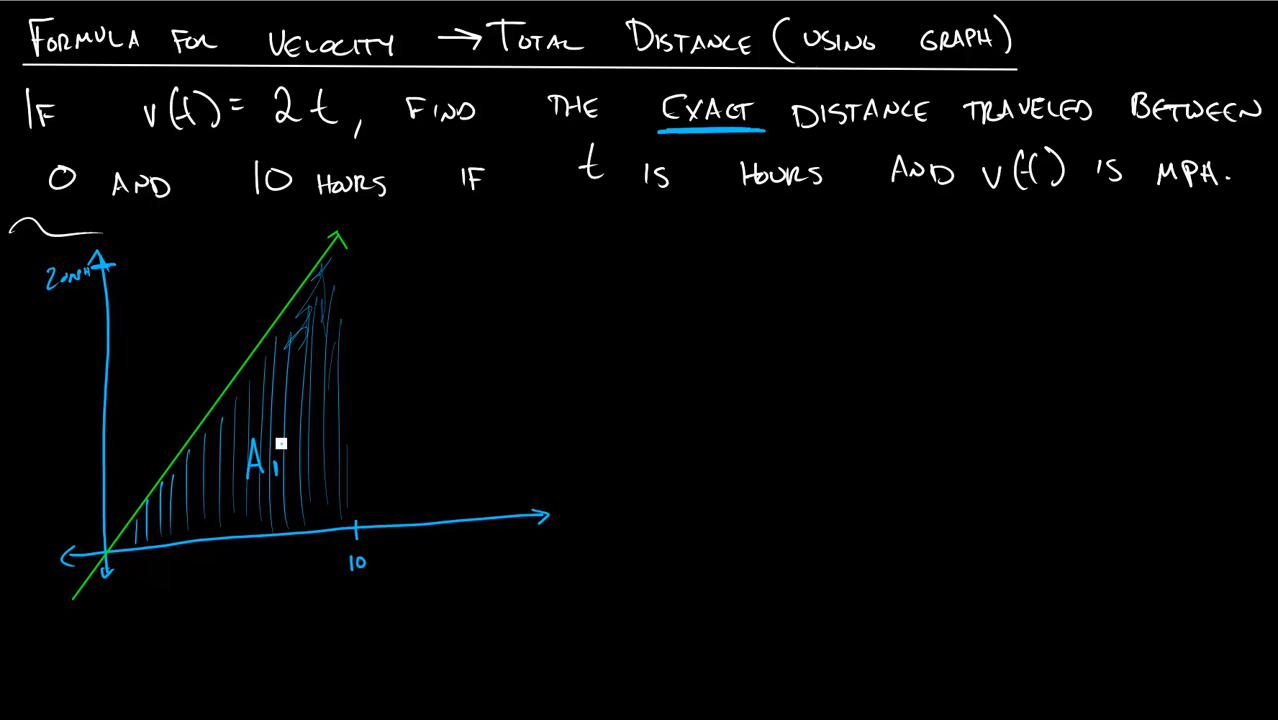 FORMULA FOR VELOCITY → TOTAL DISTANCE (USING GRAPH)
IF v(t) = 2t, FIND THE EXACT DISTANCE TRAVELED BETWEEN
0 AND 10 HOURS IF t IS HOURS AND v(t) IS MPH.
20MPH
A1
10